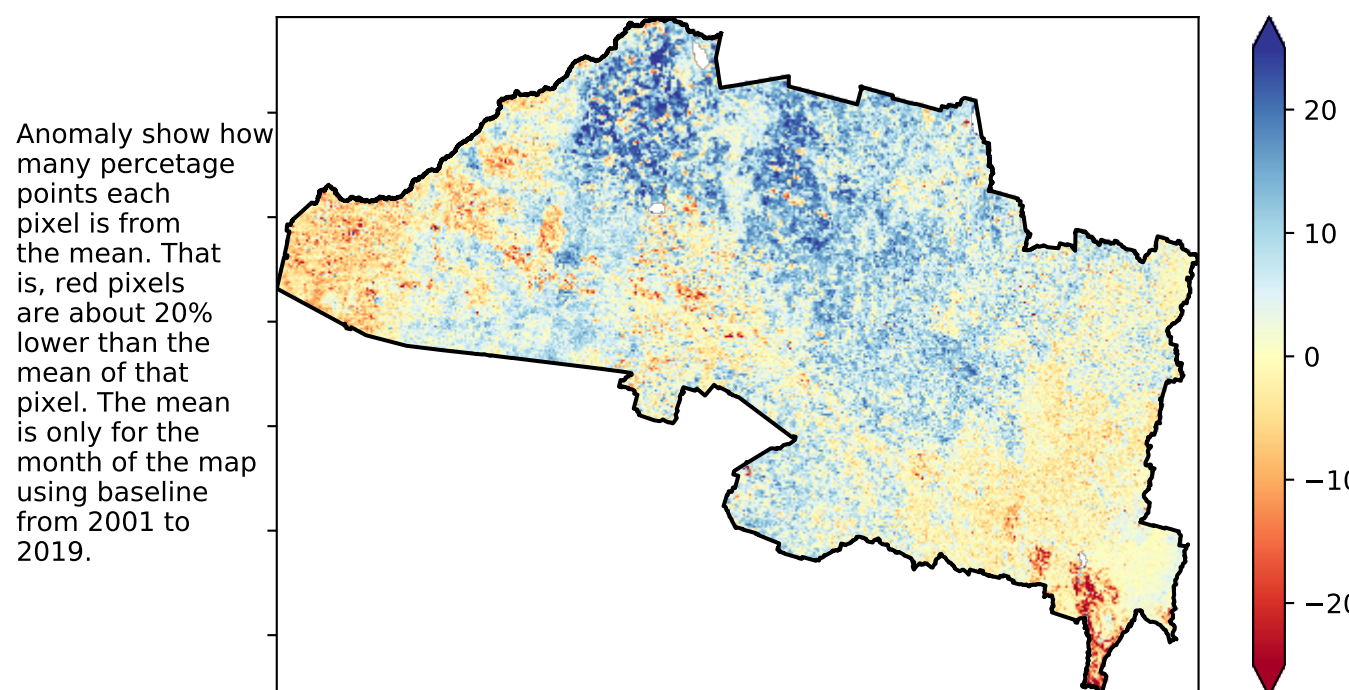 Anomaly show how
many percetage
points each
pixel is from
the mean. That
is, red pixels
are about 20%
lower than the
mean of that
pixel. The mean
is only for the
month of the map
using baseline
from 2001 to
2019.
20
10
0
−10
−20